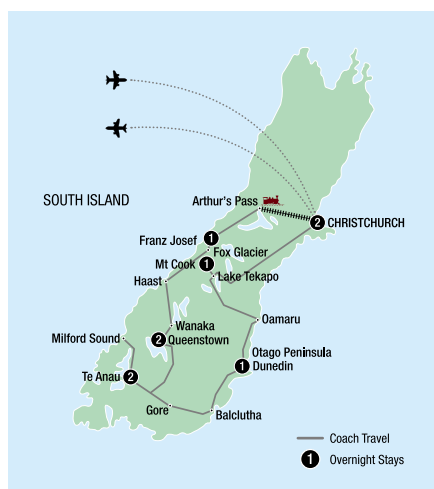 SOUTH ISLAND
Arthur's Pass
2 CHRISTCHURCH
Franz Josef 1
Fox Glacier
Mt Cook 1
Lake Tekapo
Haast
Oamaru
Wanaka
Milford Sound
2 Queenstown
Otago Peninsula
Te Anau 2
1 Dunedin
Gore
Balclutha
Coach Travel
1 Overnight Stays